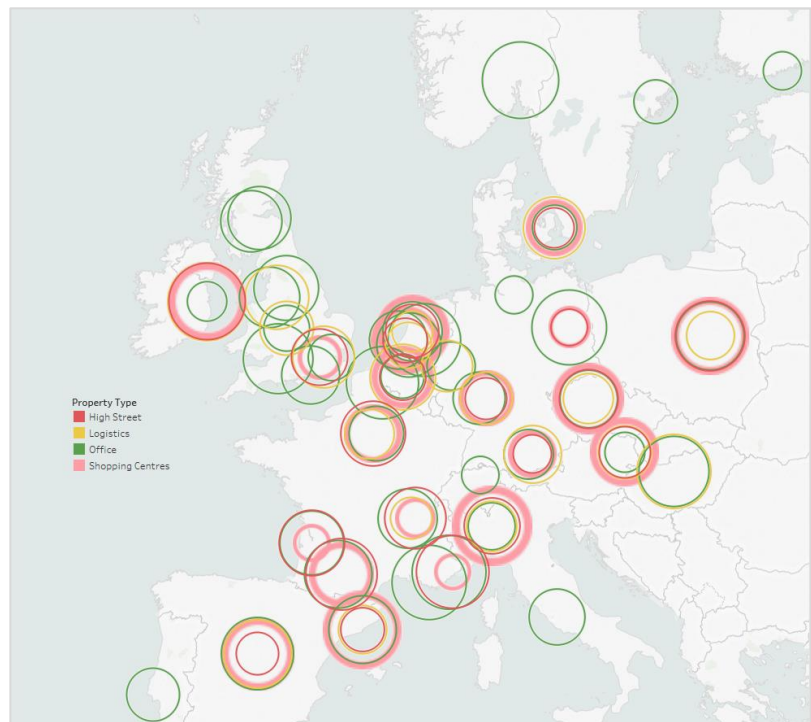 Property Type
High Street
Logistics
Office
Shopping Centres